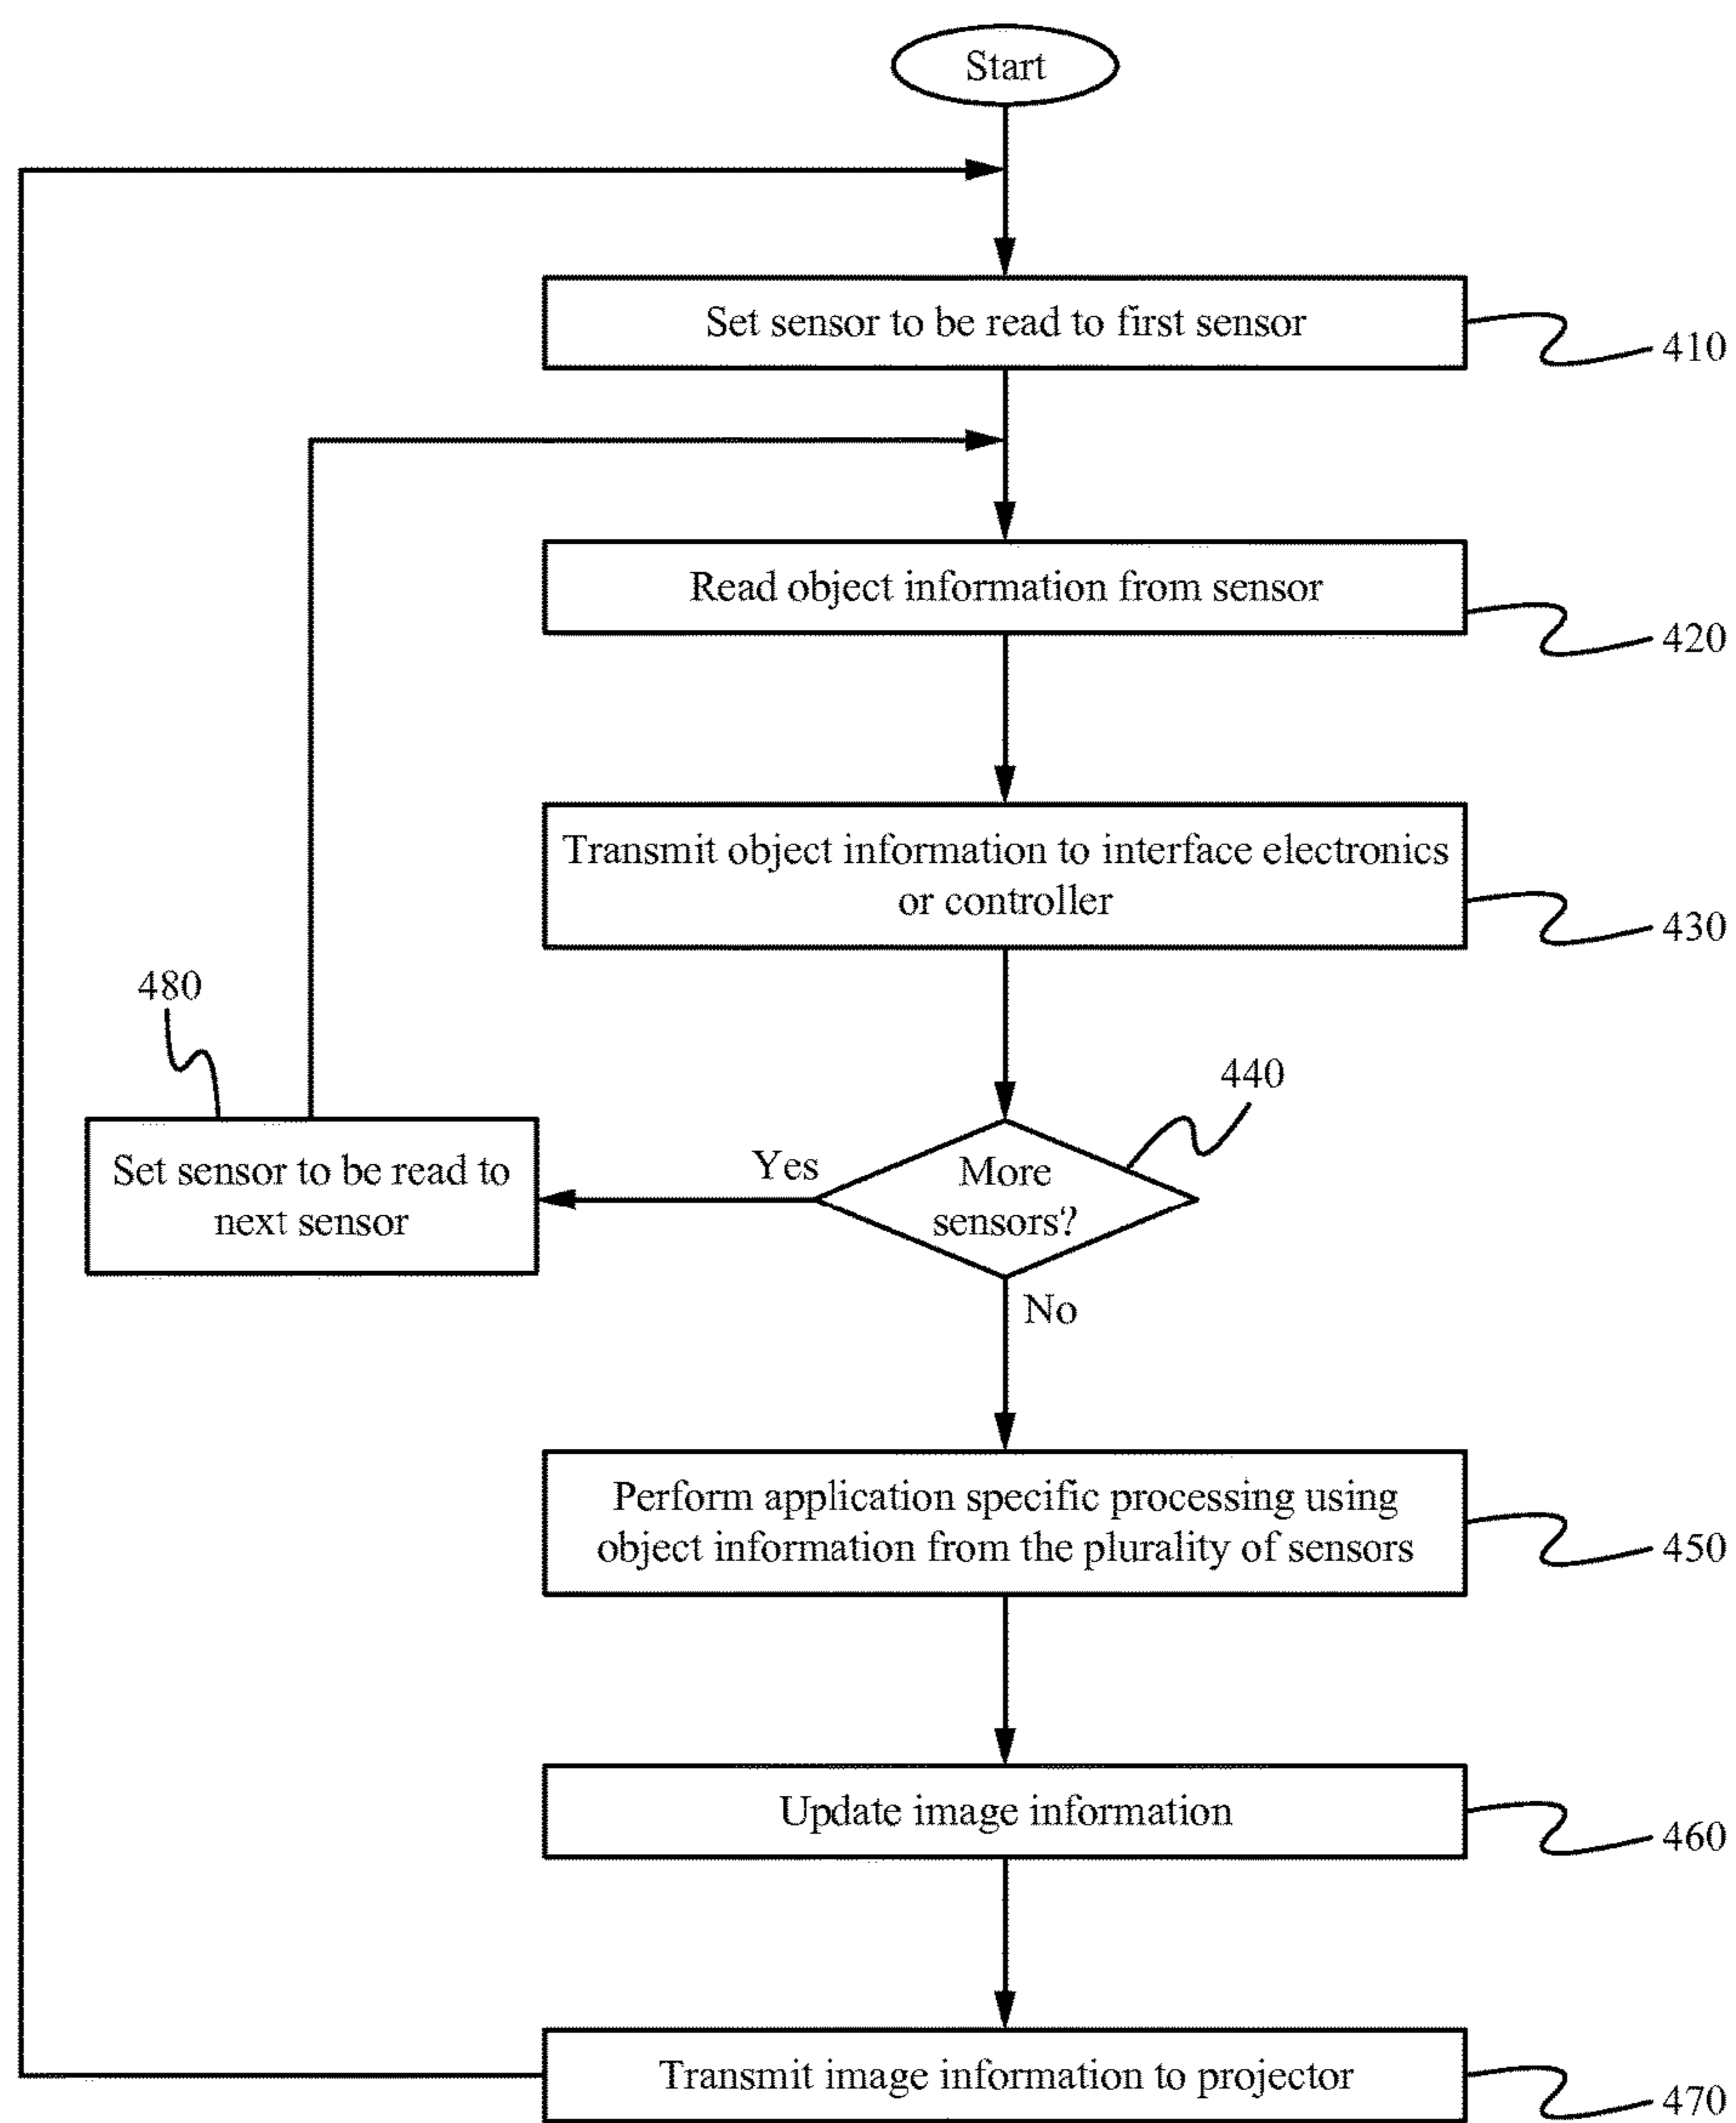 Start
Set sensor to be read to first sensor
410
Read object information from sensor
420
Transmit object information to interface electronics
or controller
430
480
440
Set sensor to be read to
next sensor
Yes
More
sensors?
No
Perform application specific processing using
object information from the plurality of sensors
450
Update image information
460
Transmit image information to projector
470